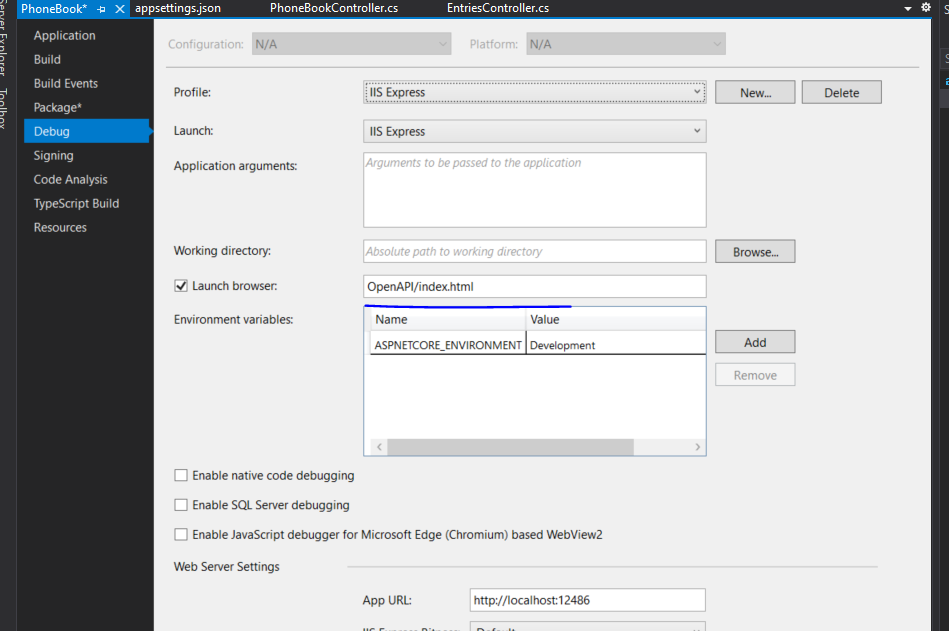 PhoneBook* appsettings.json PhoneBookController.cs EntriesController.cs
Server Explorer
Toolbox
Application
Build
Build Events
Package*
Debug
Signing
Code Analysis
TypeScript Build
Resources
Configuration: N/A Platform: N/A
Profile: IIS Express New... Delete
Launch: IIS Express
Application arguments: Arguments to be passed to the application
Working directory: Absolute path to working directory Browse...
Launch browser: OpenAPI/index.html
Environment variables: Name Value
ASPNETCORE_ENVIRONMENT Development
Add
Remove
Enable native code debugging
Enable SQL Server debugging
Enable JavaScript debugger for Microsoft Edge (Chromium) based WebView2
Web Server Settings
App URL: http://localhost:12486
IIS Express Bitness: Default